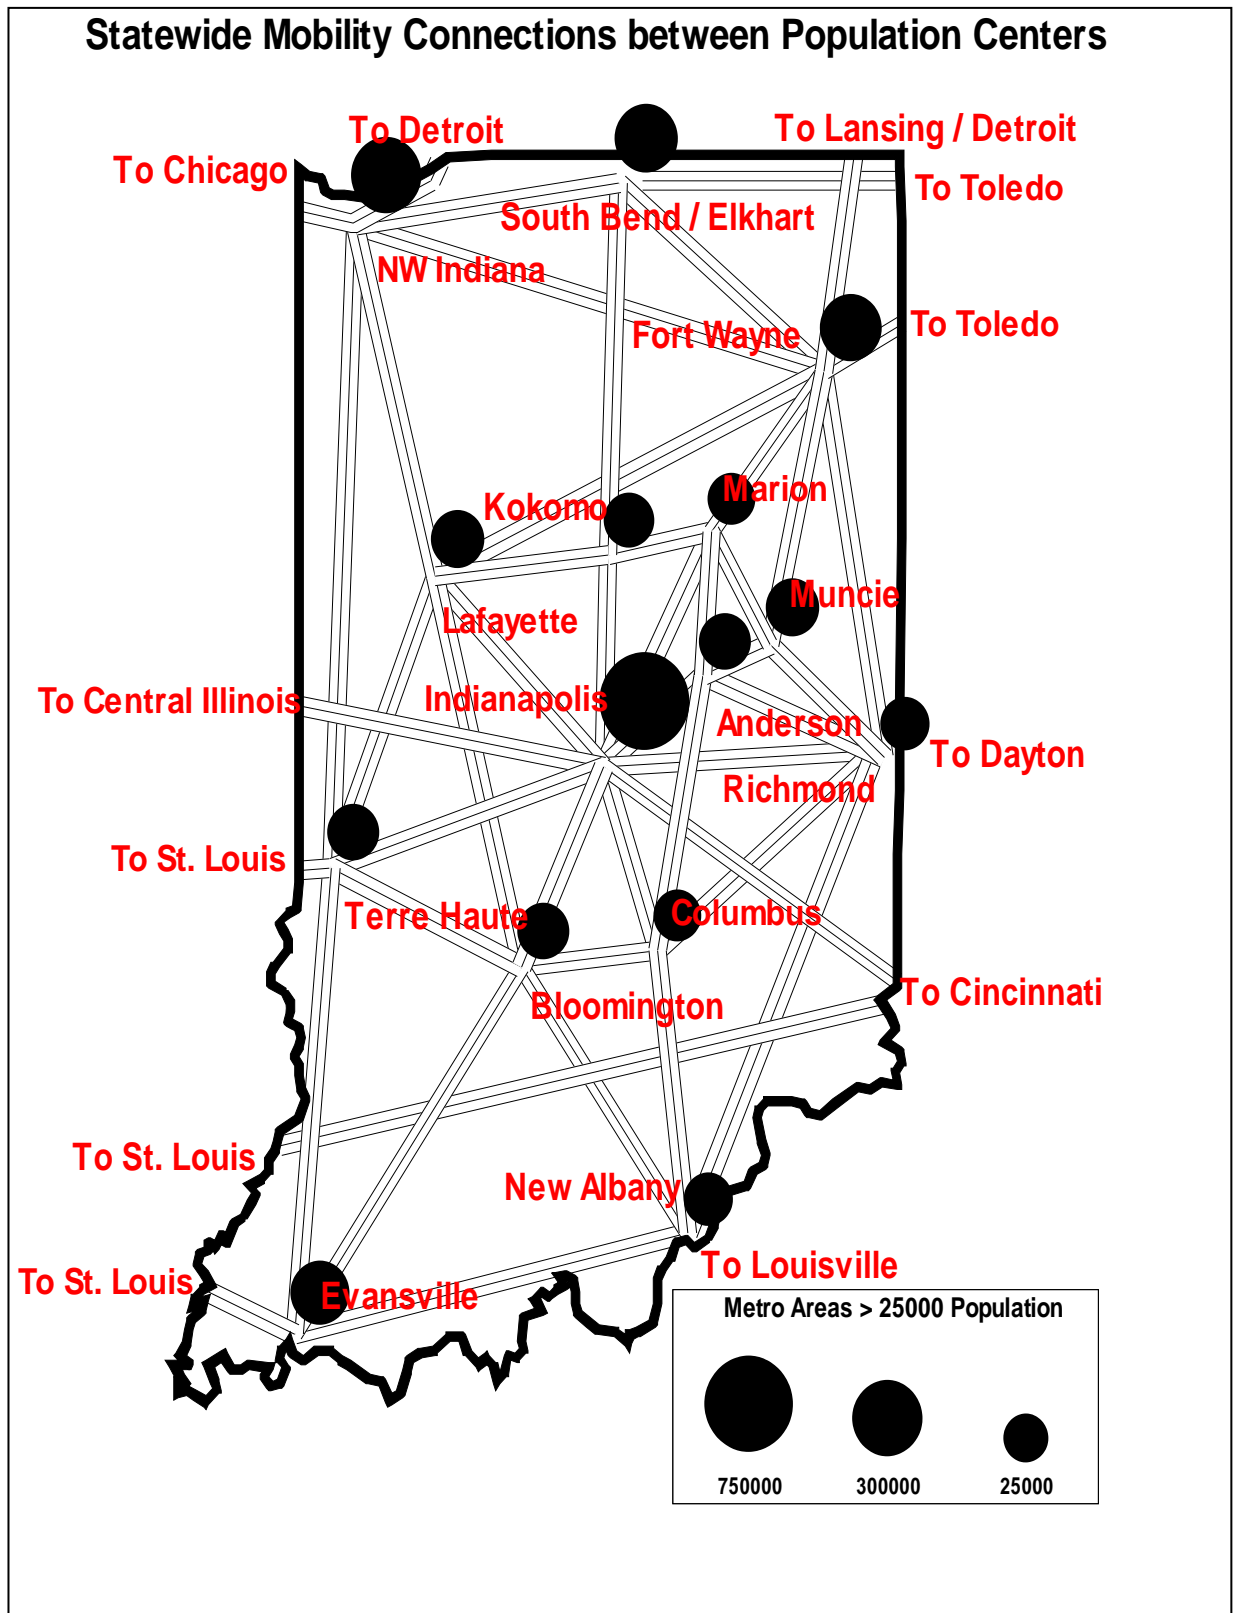 Statewide Mobility Connections between Population Centers
To Detroit
To Lansing / Detroit
To Chicago
To Toledo
South Bend / Elkhart
NW Indiana
Fort Wayne
To Toledo
Marion
Kokomo
Muncie
Lafayette
To Central Illinois
Indianapolis
Anderson
To Dayton
Richmond
To St. Louis
Terre Haute
Columbus
To Cincinnati
Bloomington
To St. Louis
New Albany
To Louisville
To St. Louis
Evansville
Metro Areas > 25000 Population
750000
300000
25000